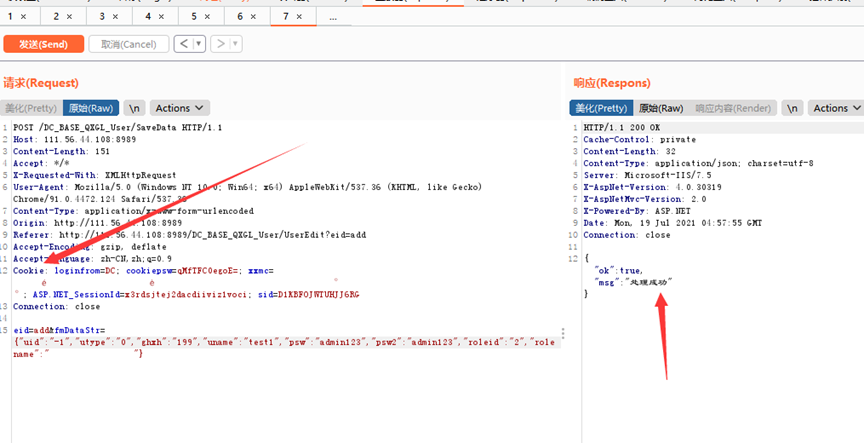 1 × 2 × 3 × 4 × 5 × 6 × 7 × ...
发送(Send) 取消(Cancel) < ▼ > ▼
请求(Request)
美化(Pretty) 原始(Raw) \n Actions
1 POST /DC_BASE_QXGL_User/SaveData HTTP/1.1
2 Host: 111.56.44.108:8989
3 Content-Length: 151
4 Accept: */*
5 X-Requested-With: XMLHttpRequest
6 User-Agent: Mozilla/5.0 (Windows NT 10.0; Win64; x64) AppleWebKit/537.36 (KHTML, like Gecko)
Chrome/91.0.4472.124 Safari/537.36
7 Content-Type: application/x-www-form-urlencoded
8 Origin: http://111.56.44.108:8989
9 Referer: http://111.56.44.108:8989/DC_BASE_QXGL_User/UserEdit?eid=add
10 Accept-Encoding: gzip, deflate
11 Accept-Language: zh-CN,zh;q=0.9
12 Cookie: loginfrom=DC; cookiepsw=qMfTFC0egoE=; xxmc=
é é "
" ; ASP.NET_SessionId=x3rdsjtej2dacdiiviz1voci; sid=D1KBFOJWTUHJJ6RG
13 Connection: close
14
15 eid=add&fmDataStr=
{"uid":"-1","utype":"0","ghxh":"199","uname":"test1","psw":"admin123","psw2":"admin123","roleid":"2","role
name":" "}
响应(Respons)
美化(Pretty) 原始(Raw) 响应内容(Render) \n Actions
1 HTTP/1.1 200 OK
2 Cache-Control: private
3 Content-Length: 32
4 Content-Type: application/json; charset=utf-8
5 Server: Microsoft-IIS/7.5
6 X-AspNet-Version: 4.0.30319
7 X-AspNetMvc-Version: 2.0
8 X-Powered-By: ASP.NET
9 Date: Mon, 19 Jul 2021 04:57:55 GMT
10 Connection: close
11
12 {
"ok":true,
"msg":"处理成功"
}